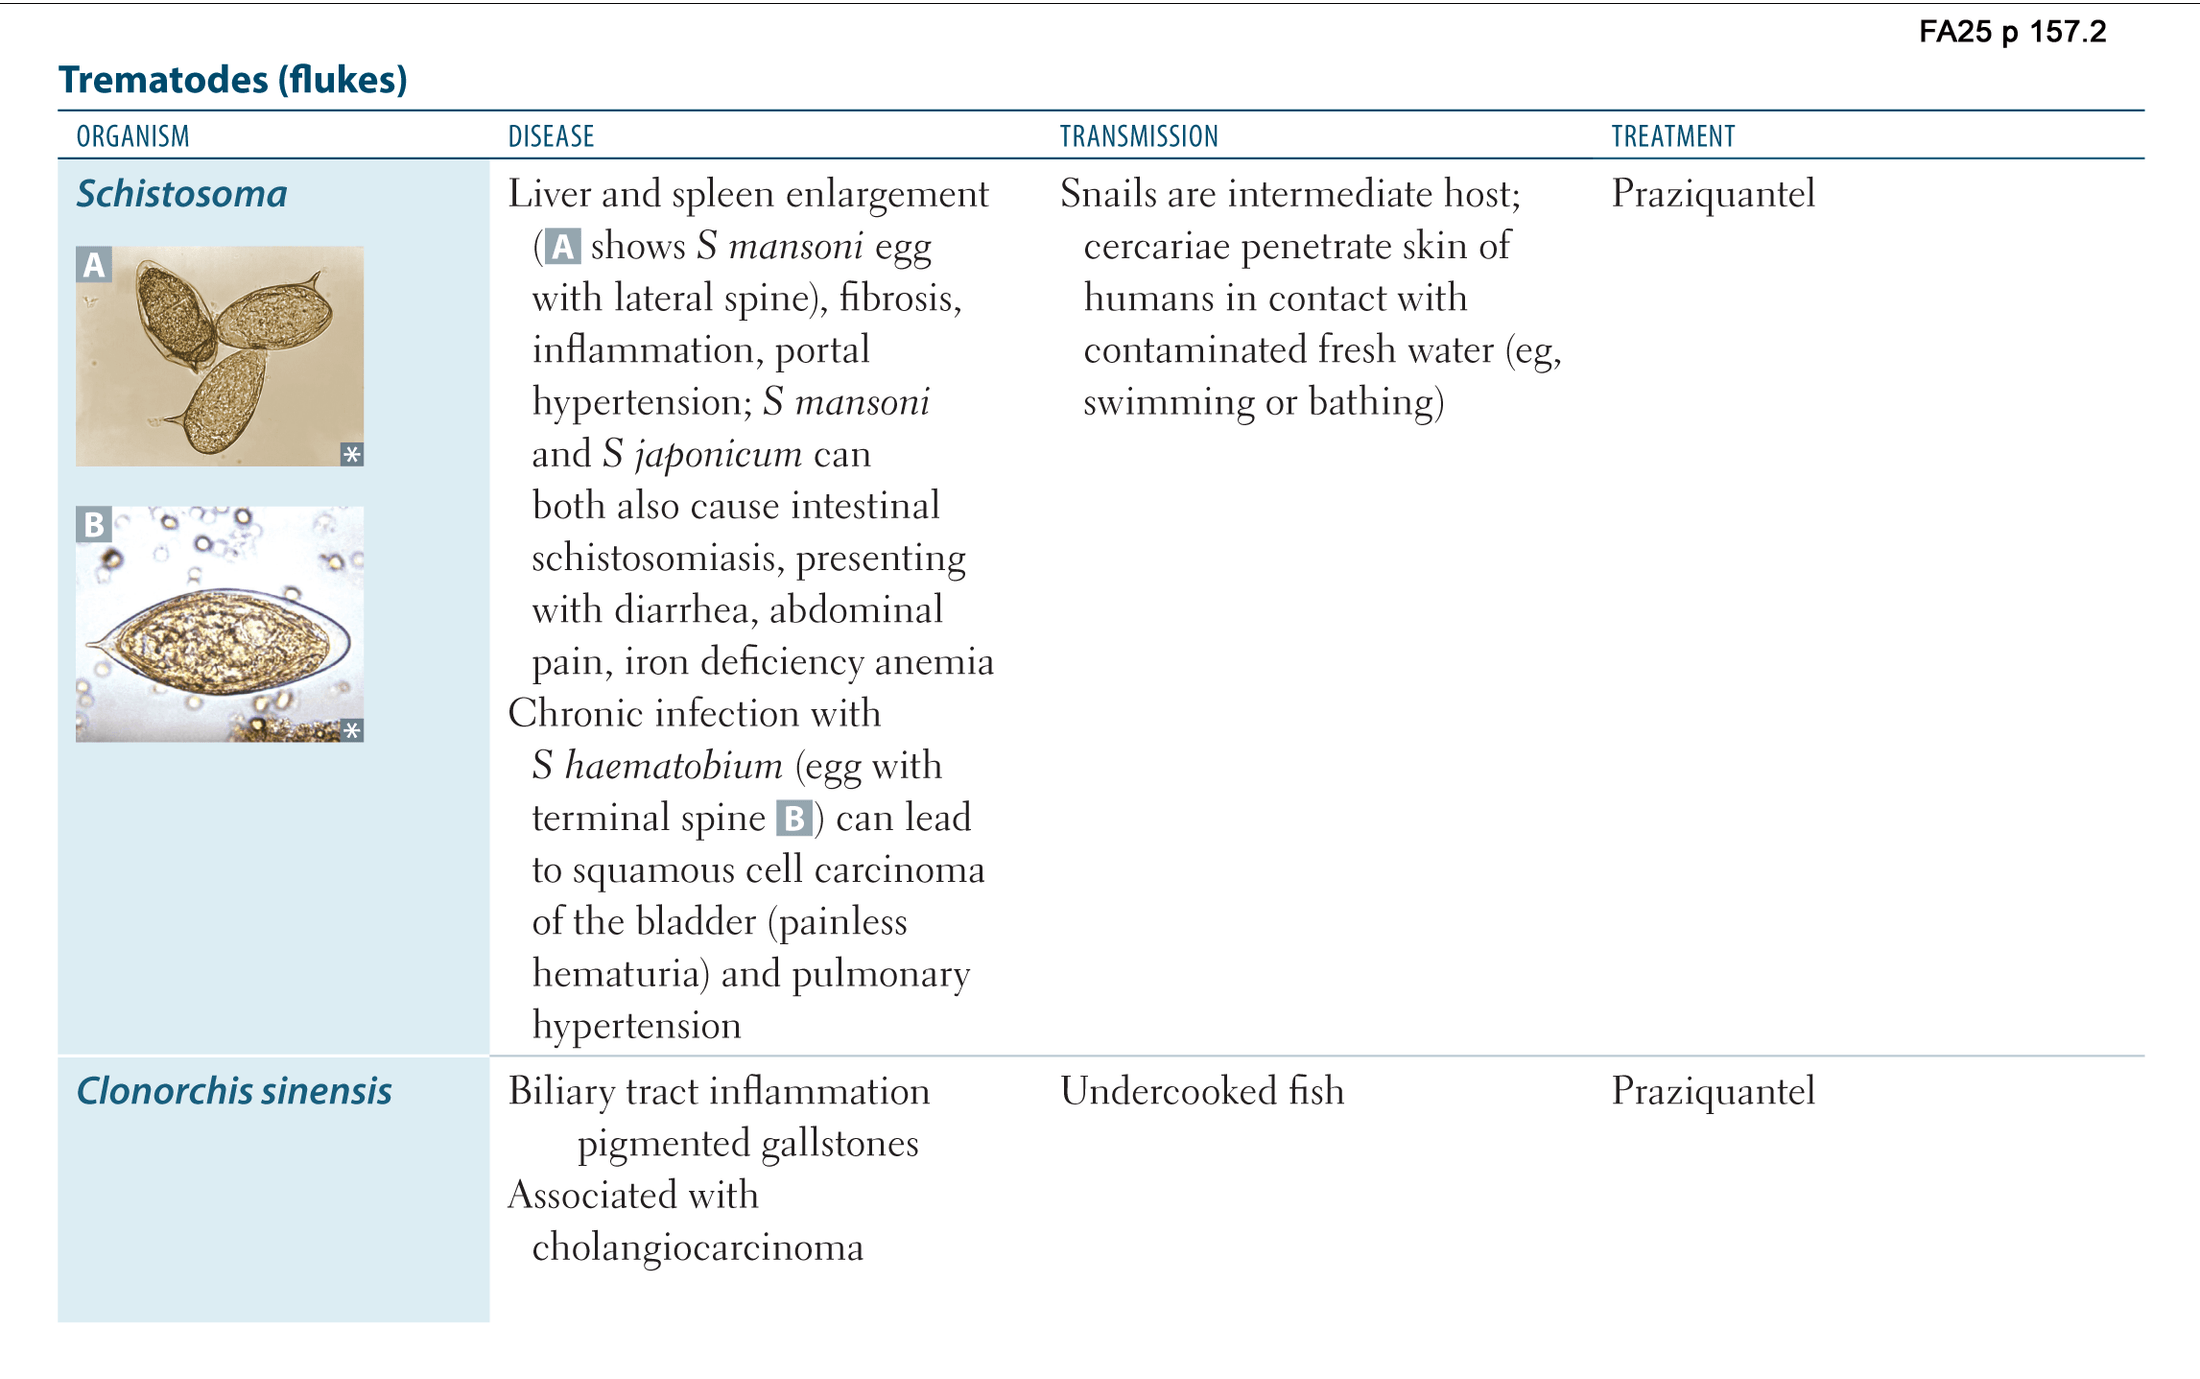 FA25 p 157.2
Trematodes (flukes)
ORGANISM DISEASE TRANSMISSION TREATMENT
Schistosoma
A
*
B
*
Liver and spleen enlargement
(A shows S mansoni egg
with lateral spine), fibrosis,
inflammation, portal
hypertension; S mansoni
and S japonicum can
both also cause intestinal
schistosomiasis, presenting
with diarrhea, abdominal
pain, iron deficiency anemia
Chronic infection with
S haematobium (egg with
terminal spine B) can lead
to squamous cell carcinoma
of the bladder (painless
hematuria) and pulmonary
hypertension
Snails are intermediate host;
cercariae penetrate skin of
humans in contact with
contaminated fresh water (eg,
swimming or bathing)
Praziquantel
Clonorchis sinensis
Biliary tract inflammation
pigmented gallstones
Associated with
cholangiocarcinoma
Undercooked fish
Praziquantel